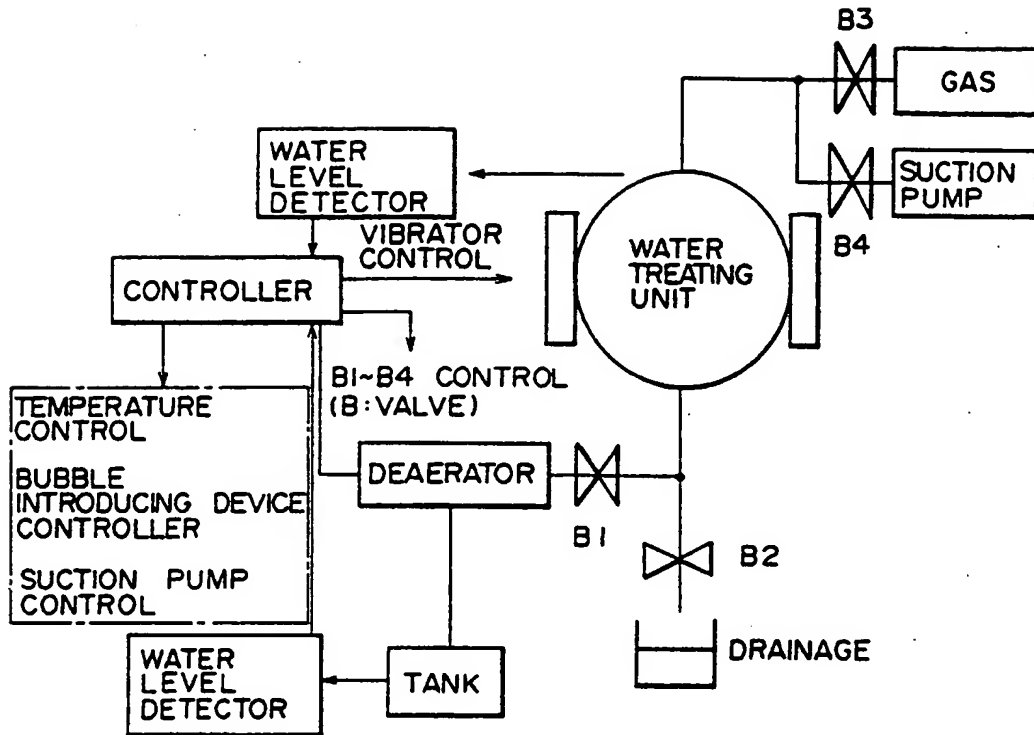 B3
GAS
WATER
LEVEL
DETECTOR
SUCTION
PUMP
VIBRATOR
CONTROL
B4
WATER
TREATING
UNIT
CONTROLLER
B1~B4 CONTROL
(B:VALVE)
TEMPERATURE
CONTROL
BUBBLE
INTRODUCING DEVICE
CONTROLLER
SUCTION PUMP
CONTROL
DEAERATOR
B1
B2
WATER
LEVEL
DETECTOR
TANK
DRAINAGE